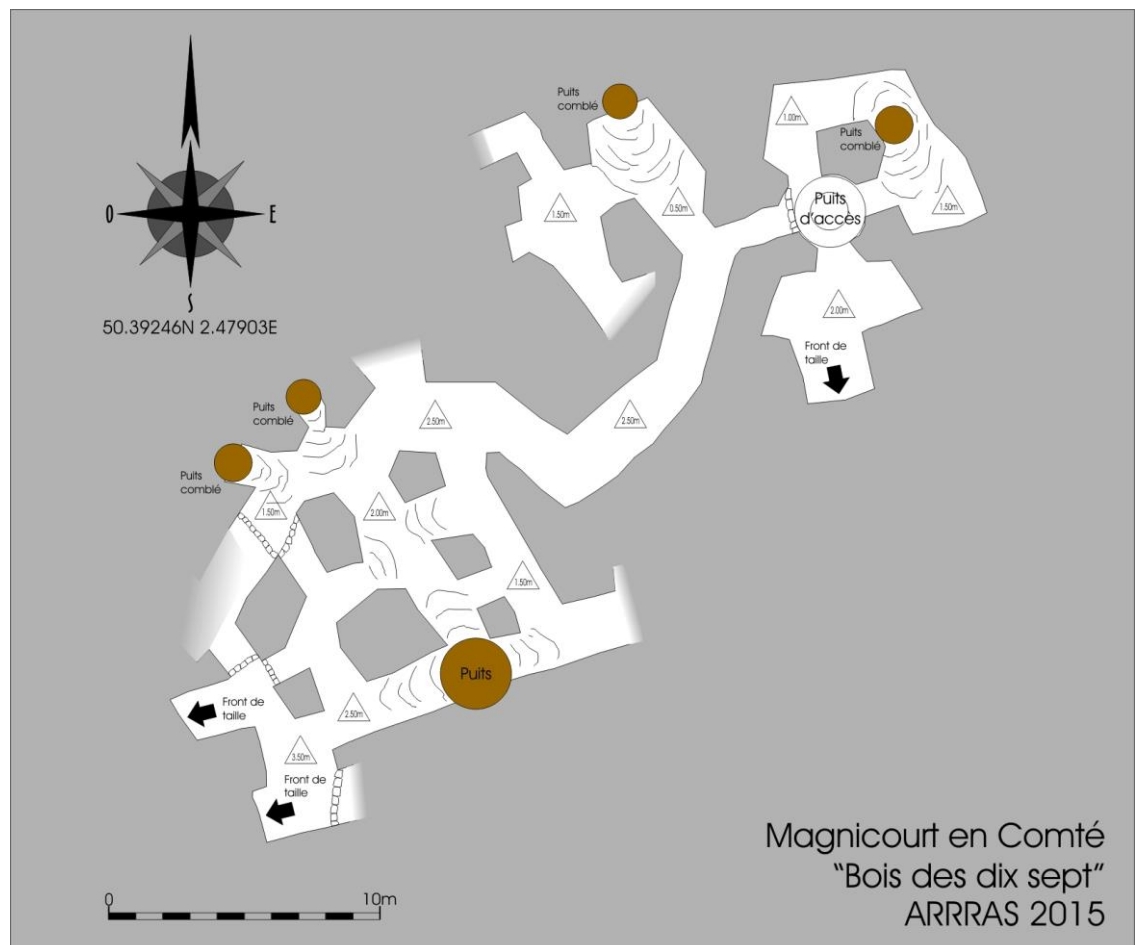 Puits
comblé
1.00m
Puits
comblé
O
E
1.50m
0.50m
1.50m
Puits
d'accès
S
50.39246N 2.47903E
2.00m
Front de
taille
Puits
comblé
2.50m
2.50m
Puits
comblé
1.50m
2.00m
1.50m
Puits
2.50m
Front de
taille
3.50m
Front de
taille
Magnicourt en Comté
"Bois des dix sept"
ARRRAS 2015
0
10m